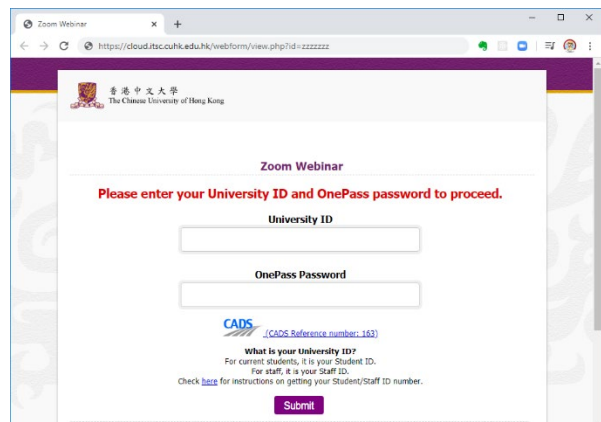 Zoom Webinar
https://cloud.itsc.cuhk.edu.hk/webform/view.php?id=zzzzzzz
香港中文大學
The Chinese University of Hong Kong
Zoom Webinar
Please enter your University ID and OnePass password to proceed.
University ID
OnePass Password
CADS (CADS Reference number: 163)
What is your University ID?
For current students, it is your Student ID.
For staff, it is your Staff ID.
Check here for instructions on getting your Student/Staff ID number.
Submit